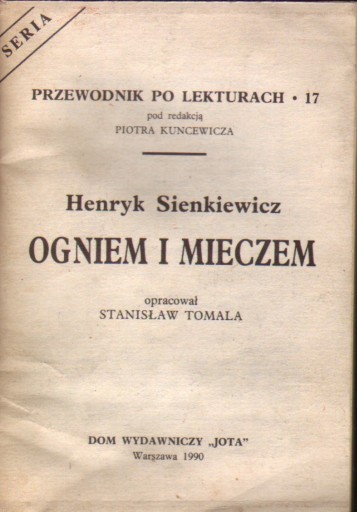 SERIA
PRZEWODNIK PO LEKTURACH • 17
pod redakcją
PIOTRA KUNCEWICZA
Henryk Sienkiewicz
OGNIEM I MIECZEM
opracował
STANISŁAW TOMALA
DOM WYDAWNICZY „JOTA”
Warszawa 1990